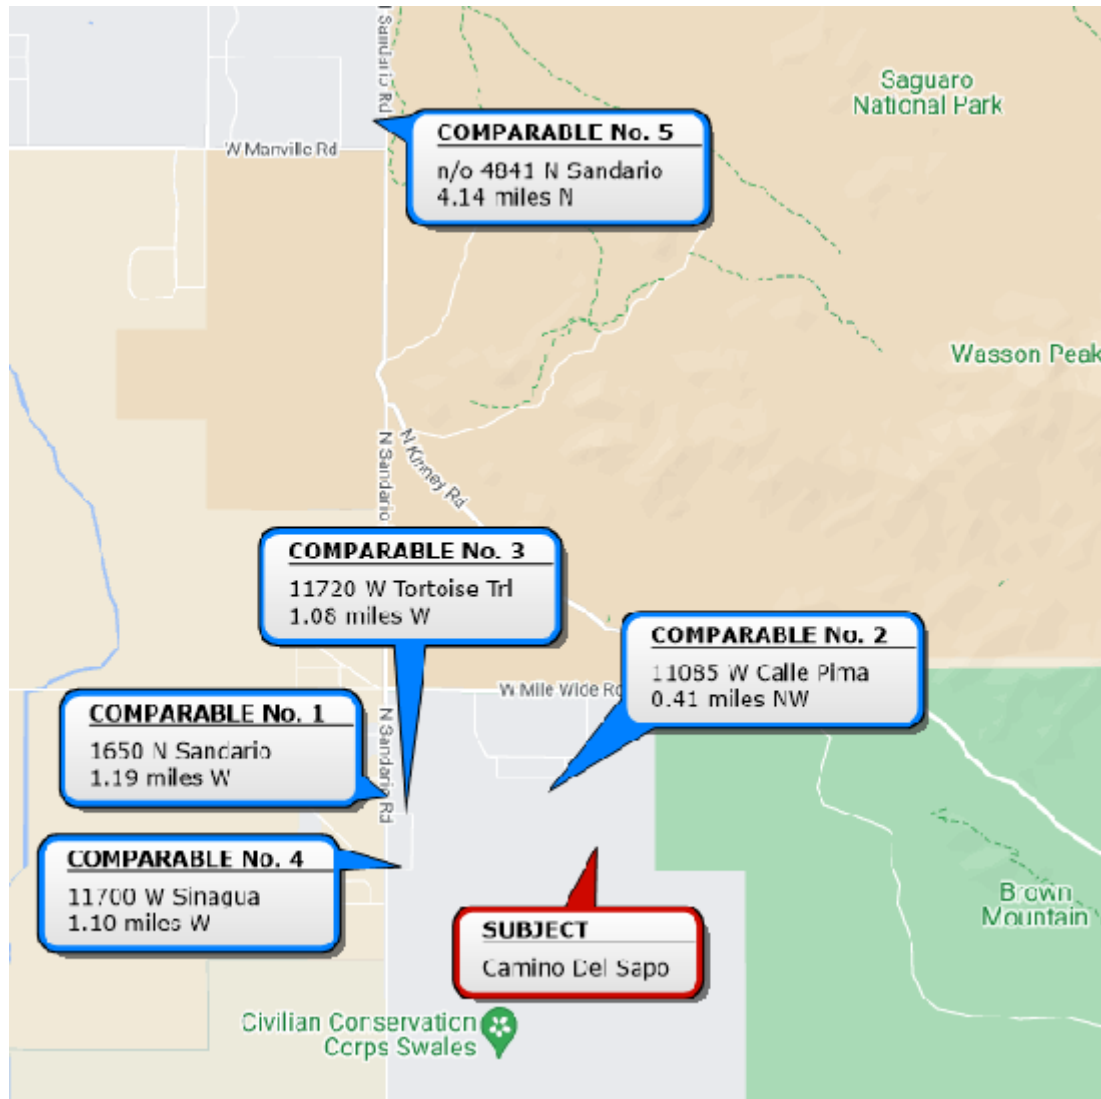 N Sandario Rd
Saguaro
National Park
COMPARABLE No. 5
n/o 4841 N Sandario
4.14 miles N
W Manville Rd
Wasson Peak
N Kinney Rd
N Sandario
COMPARABLE No. 3
11720 W Tortoise Trl
1.08 miles W
COMPARABLE No. 2
11085 W Calle Pima
0.41 miles NW
W Mile Wide Rd
COMPARABLE No. 1
1650 N Sandario
1.19 miles W
N Sandario Rd
COMPARABLE No. 4
11700 W Sinagua
1.10 miles W
Brown
Mountain
SUBJECT
Camino Del Sapo
Civilian Conservation
Corps Swales